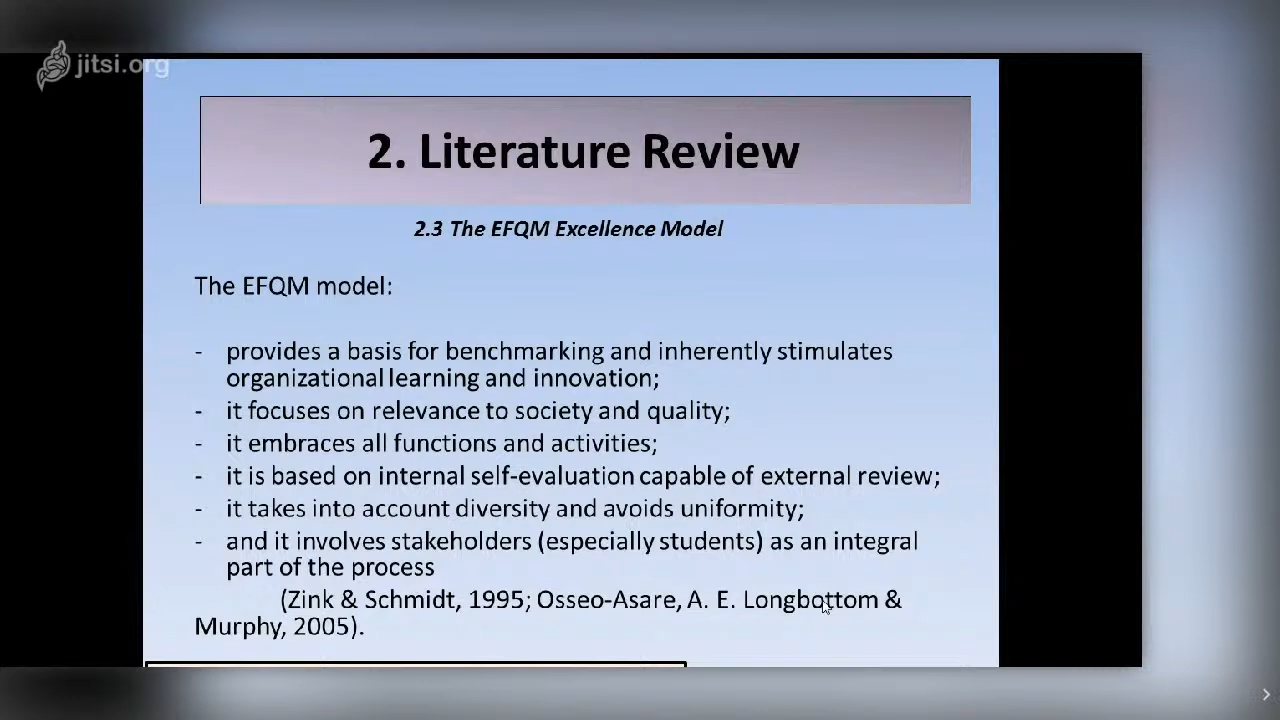 jitsi.org
2. Literature Review
2.3 The EFQM Excellence Model
The EFQM model:
- provides a basis for benchmarking and inherently stimulates
organizational learning and innovation;
- it focuses on relevance to society and quality;
- it embraces all functions and activities;
- it is based on internal self-evaluation capable of external review;
- it takes into account diversity and avoids uniformity;
- and it involves stakeholders (especially students) as an integral
part of the process
(Zink & Schmidt, 1995; Osseo-Asare, A. E. Longbottom &
Murphy, 2005).